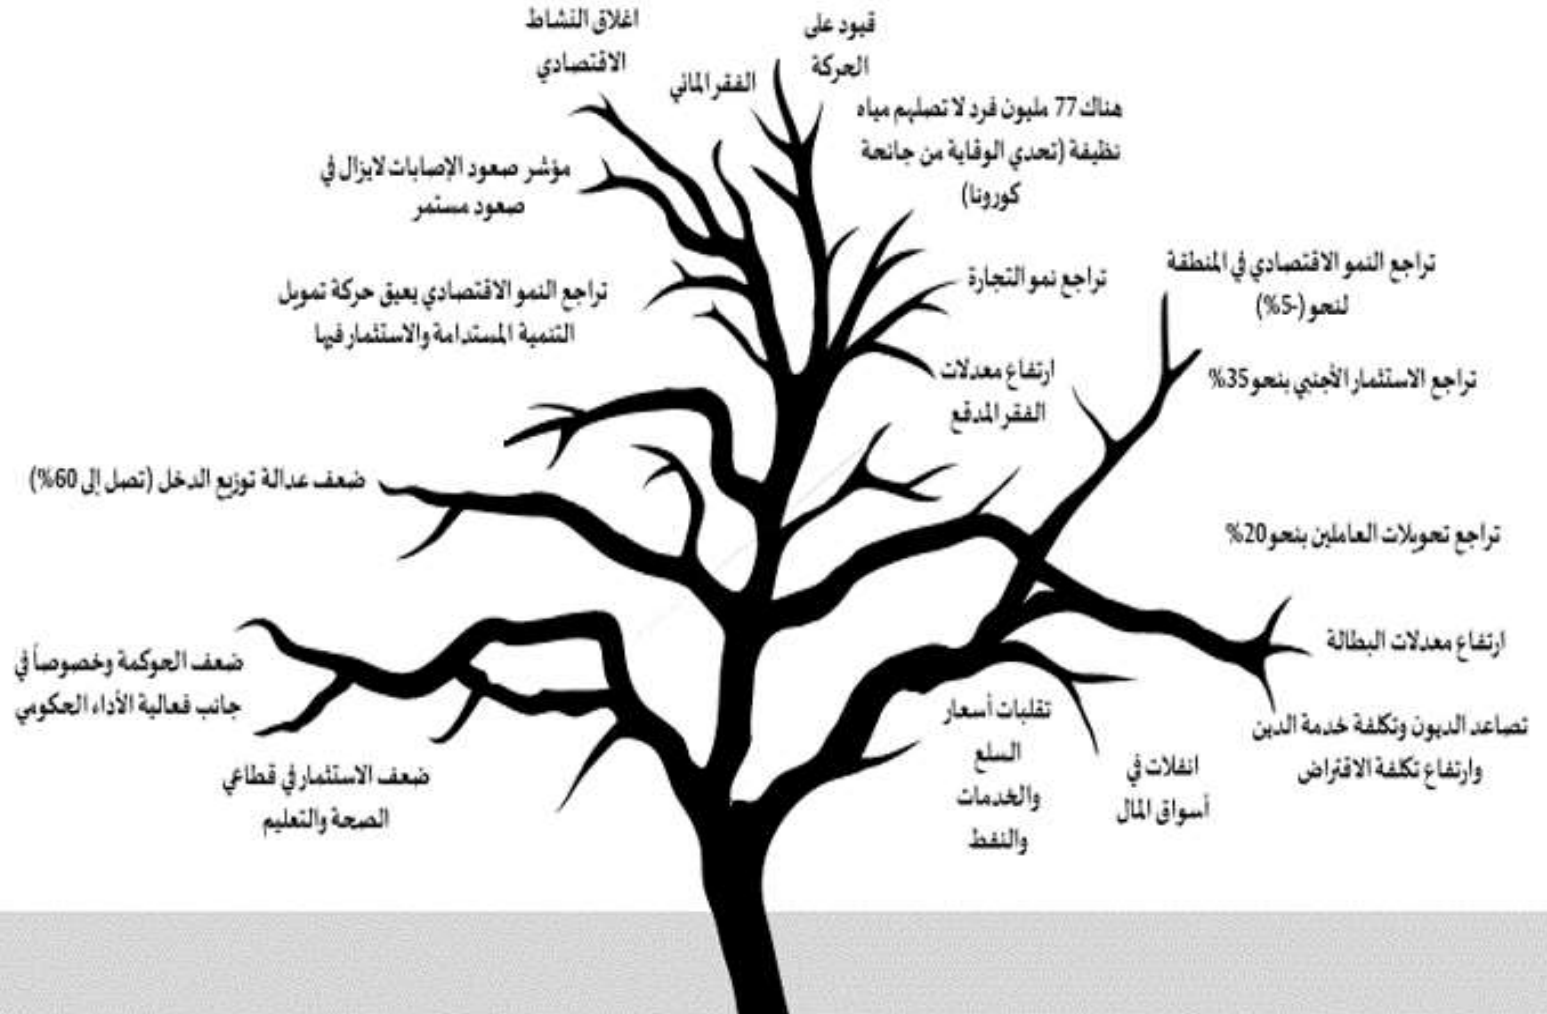 اغلاق النشاط
الاقتصادي
قيود على
الحركة
الفقر المائي
هناك 77 مليون فرد لا تصلهم مياه
نظيفة (تحدي الوقاية من جانحة
كورونا)
مؤشر صعود الإصابات لايزال في
صعود مستمر
تراجع النمو الاقتصادي في المنطقة
لنحو (-5%)
تراجع نمو التجارة
تراجع النمو الاقتصادي يعيق حركة تمويل
التنمية المستدامة والاستثمار فيها
ارتفاع معدلات
الفقر المدقع
تراجع الاستثمار الأجنبي بنحو 35%
ضعف عدالة توزيع الدخل (تصل إلى 60%)
تراجع تحويلات العاملين بنحو 20%
ارتفاع معدلات البطالة
ضعف الحوكمة وخصوصاً في
جانب فعالية الأداء الحكومي
تصاعد الديون وتكلفة خدمة الدين
وارتفاع تكلفة الاقتراض
تقلبات أسعار
السلع
والخدمات
والنفط
انفلات في
أسواق المال
ضعف الاستثمار في قطاعي
الصحة والتعليم